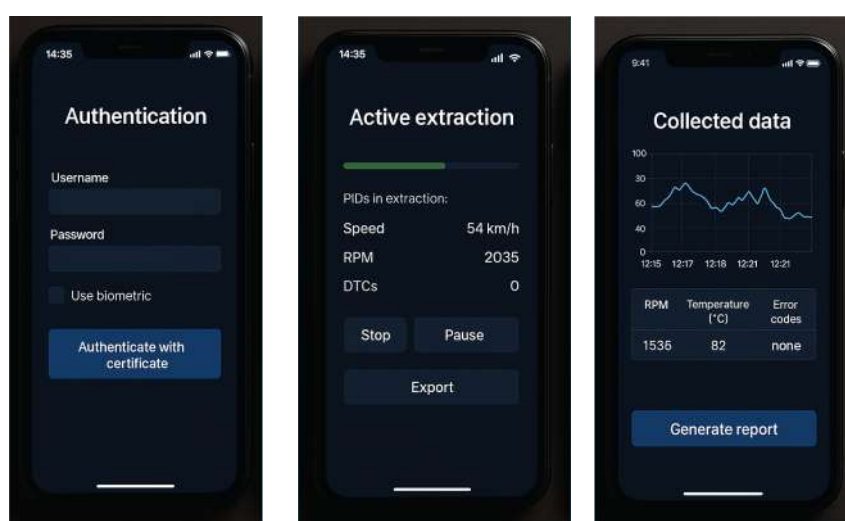 14:35
Authentication
Username
Password
Use biometric
Authenticate with
certificate
14:35
Active extraction
PIDs in extraction:
Speed 54 km/h
RPM 2035
DTCs 0
Stop Pause
Export
9:41
Collected data
100
30
60
40
0
12:15 12:17 12:18 12:21 12:21
RPM Temperature Error
(°C) codes
1536 82 none
Generate report